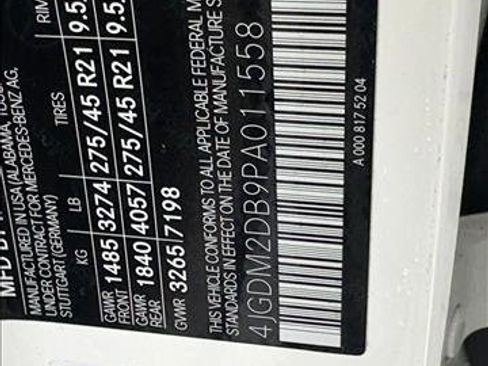 MFD BY
MANUFACTURED IN USA (ALABAMA,
UNDER CONTRACT FOR MERCEDES-BENZ AG,
STUTTGART (GERMANY)
KG LB TIRES RIM
GAWR FRONT 1485 3274 275/45 R21 9.5
GAWR REAR 1840 4057 275/45 R21 9.5
GVWR 3265 7198
THIS VEHICLE CONFORMS TO ALL APPLICABLE FEDERAL M
STANDARDS IN EFFECT ON THE DATE OF MANUFACTURE S
4JGDM2DB9PA011558
A 000 817 52 04